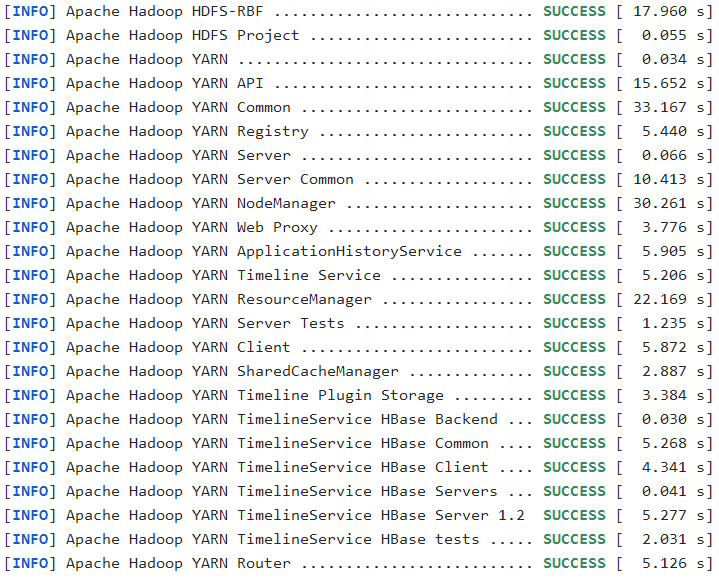 [INFO] Apache Hadoop HDFS-RBF .............................. SUCCESS [ 17.960 s]
[INFO] Apache Hadoop HDFS Project .......................... SUCCESS [  0.055 s]
[INFO] Apache Hadoop YARN .................................. SUCCESS [  0.034 s]
[INFO] Apache Hadoop YARN API .............................. SUCCESS [ 15.652 s]
[INFO] Apache Hadoop YARN Common ........................... SUCCESS [ 33.167 s]
[INFO] Apache Hadoop YARN Registry ......................... SUCCESS [  5.440 s]
[INFO] Apache Hadoop YARN Server ........................... SUCCESS [  0.066 s]
[INFO] Apache Hadoop YARN Server Common .................... SUCCESS [ 10.413 s]
[INFO] Apache Hadoop YARN NodeManager ...................... SUCCESS [ 30.261 s]
[INFO] Apache Hadoop YARN Web Proxy ........................ SUCCESS [  3.776 s]
[INFO] Apache Hadoop YARN ApplicationHistoryService ........ SUCCESS [  5.905 s]
[INFO] Apache Hadoop YARN Timeline Service ................. SUCCESS [  5.206 s]
[INFO] Apache Hadoop YARN ResourceManager .................. SUCCESS [ 22.169 s]
[INFO] Apache Hadoop YARN Server Tests ..................... SUCCESS [  1.235 s]
[INFO] Apache Hadoop YARN Client ........................... SUCCESS [  5.872 s]
[INFO] Apache Hadoop YARN SharedCacheManager ............... SUCCESS [  2.887 s]
[INFO] Apache Hadoop YARN Timeline Plugin Storage .......... SUCCESS [  3.384 s]
[INFO] Apache Hadoop YARN TimelineService HBase Backend ... SUCCESS [  0.030 s]
[INFO] Apache Hadoop YARN TimelineService HBase Common .... SUCCESS [  5.268 s]
[INFO] Apache Hadoop YARN TimelineService HBase Client .... SUCCESS [  4.341 s]
[INFO] Apache Hadoop YARN TimelineService HBase Servers ... SUCCESS [  0.041 s]
[INFO] Apache Hadoop YARN TimelineService HBase Server 1.2  SUCCESS [  5.277 s]
[INFO] Apache Hadoop YARN TimelineService HBase tests ..... SUCCESS [  2.031 s]
[INFO] Apache Hadoop YARN Router ........................... SUCCESS [  5.126 s]